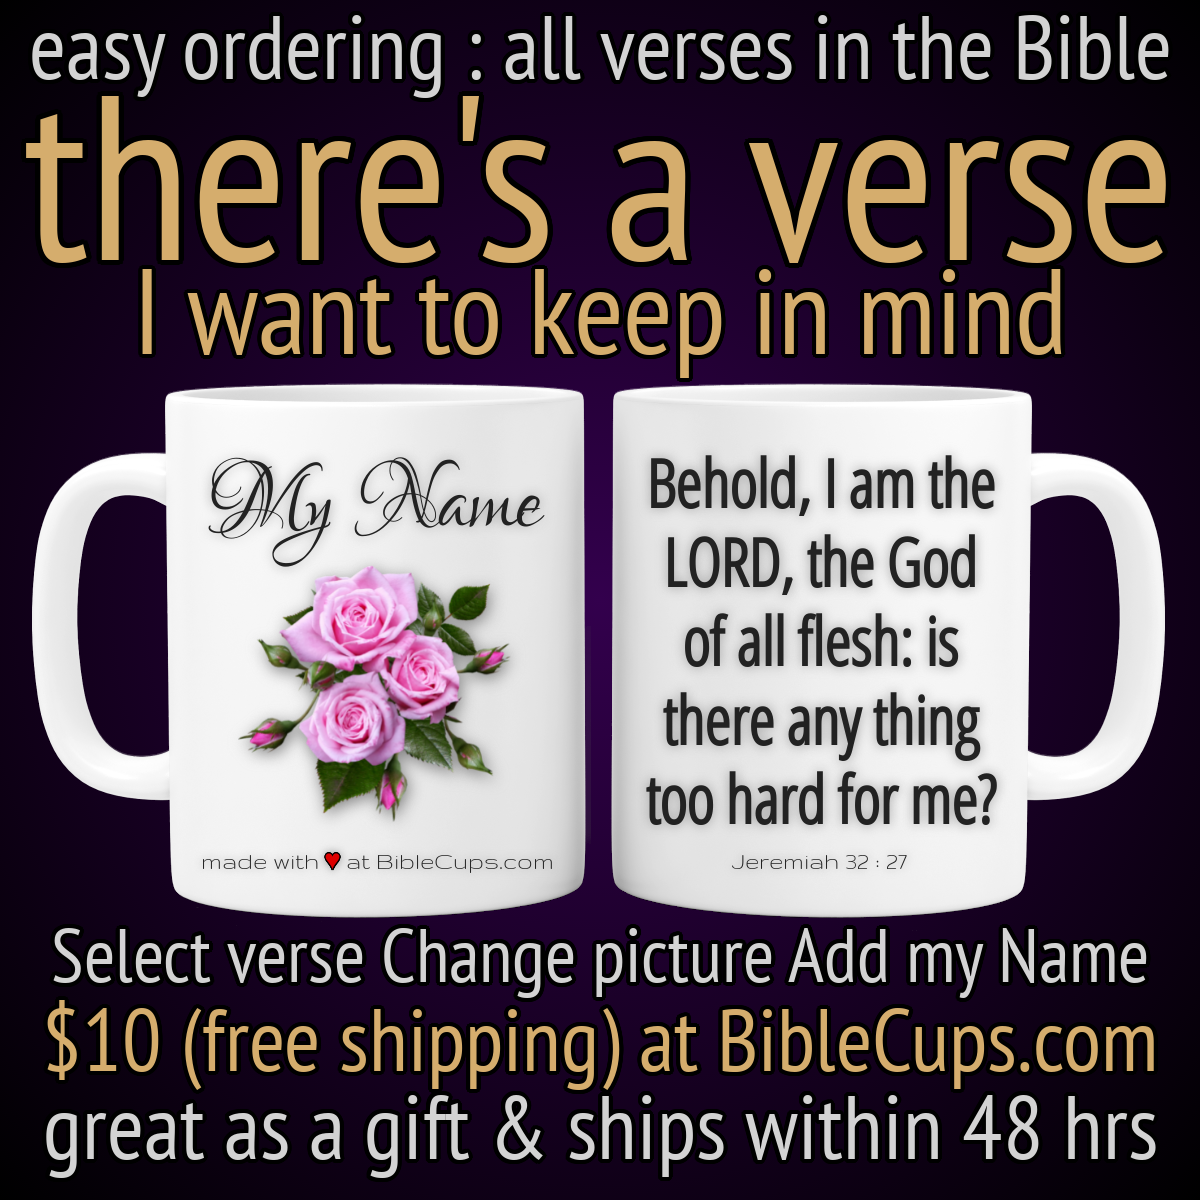 easy ordering : all verses in the Bible
there's a verse
I want to keep in mind
My Name
made with ♥ at BibleCups.com
Behold, I am the
LORD, the God
of all flesh: is
there any thing
too hard for me?
Jeremiah 32 : 27
Select verse Change picture Add my Name
$10 (free shipping) at BibleCups.com
great as a gift & ships within 48 hrs